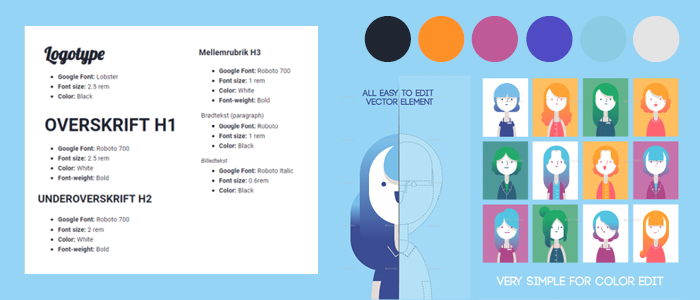 Logotype
Google Font: Lobster
Font size: 2.5 rem
Color: Black
OVERSKRIFT H1
Google Font: Roboto 700
Font size: 2.5 rem
Color: White
Font-weight: Bold
UNDEROVERSKRIFT H2
Google Font: Roboto 700
Font size: 2 rem
Color: White
Font-weight: Bold
Mellemrubrik H3
Google Font: Roboto 700
Font size: 1 rem
Color: White
Font-weight: Bold
Brødtekst (paragraph)
Google Font: Roboto
Font size: 1 rem
Color: Black
Billedtekst
Google Font: Roboto Italic
Font size: 0.6rem
Color: Black
ALL EASY TO EDIT
VECTOR ELEMENT
VERY SIMPLE FOR COLOR EDIT